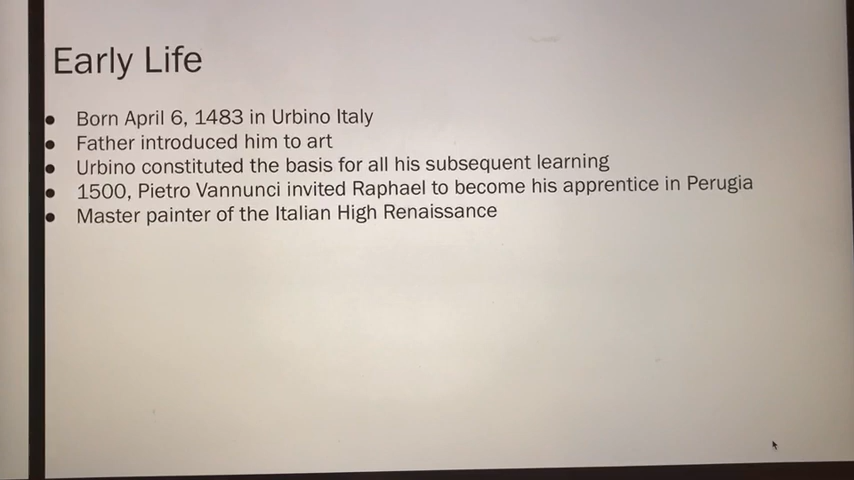 Early Life
● Born April 6, 1483 in Urbino Italy
● Father introduced him to art
● Urbino constituted the basis for all his subsequent learning
● 1500, Pietro Vannunci invited Raphael to become his apprentice in Perugia
● Master painter of the Italian High Renaissance